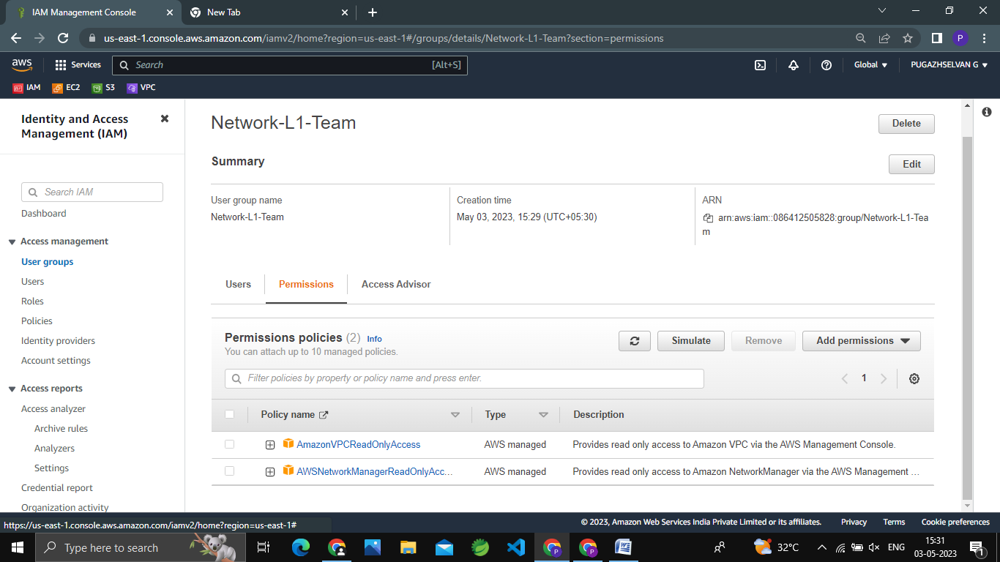 IAM Management Console
New Tab
us-east-1.console.aws.amazon.com/iamv2/home?region=us-east-1#/groups/details/Network-L1-Team?section=permissions
P
aws
Services
Search
[Alt+S]
Global
PUGAZHSELVAN G
IAM
EC2
S3
VPC
Identity and Access
Management (IAM)
Search IAM
Dashboard
Access management
User groups
Users
Roles
Policies
Identity providers
Account settings
Access reports
Access analyzer
Archive rules
Analyzers
Settings
Credential report
Organization activity
Network-L1-Team
Delete
Summary
Edit
User group name
Network-L1-Team
Creation time
May 03, 2023, 15:29 (UTC+05:30)
ARN
arn:aws:iam::086412505828:group/Network-L1-Tea
m
Users
Permissions
Access Advisor
Permissions policies (2) Info
You can attach up to 10 managed policies.
Simulate
Remove
Add permissions
Filter policies by property or policy name and press enter.
1
Policy name
Type
Description
AmazonVPCReadOnlyAccess
AWS managed
Provides read only access to Amazon VPC via the AWS Management Console.
AWSNetworkManagerReadOnlyAcc...
AWS managed
Provides read only access to Amazon NetworkManager via the AWS Management ...
https://us-east-1.console.aws.amazon.com/iamv2/home?region=us-east-1#
© 2023, Amazon Web Services India Private Limited or its affiliates.
Privacy
Terms
Cookie preferences
Type here to search
P
P
W
32°C
ENG
15:31
03-05-2023
1